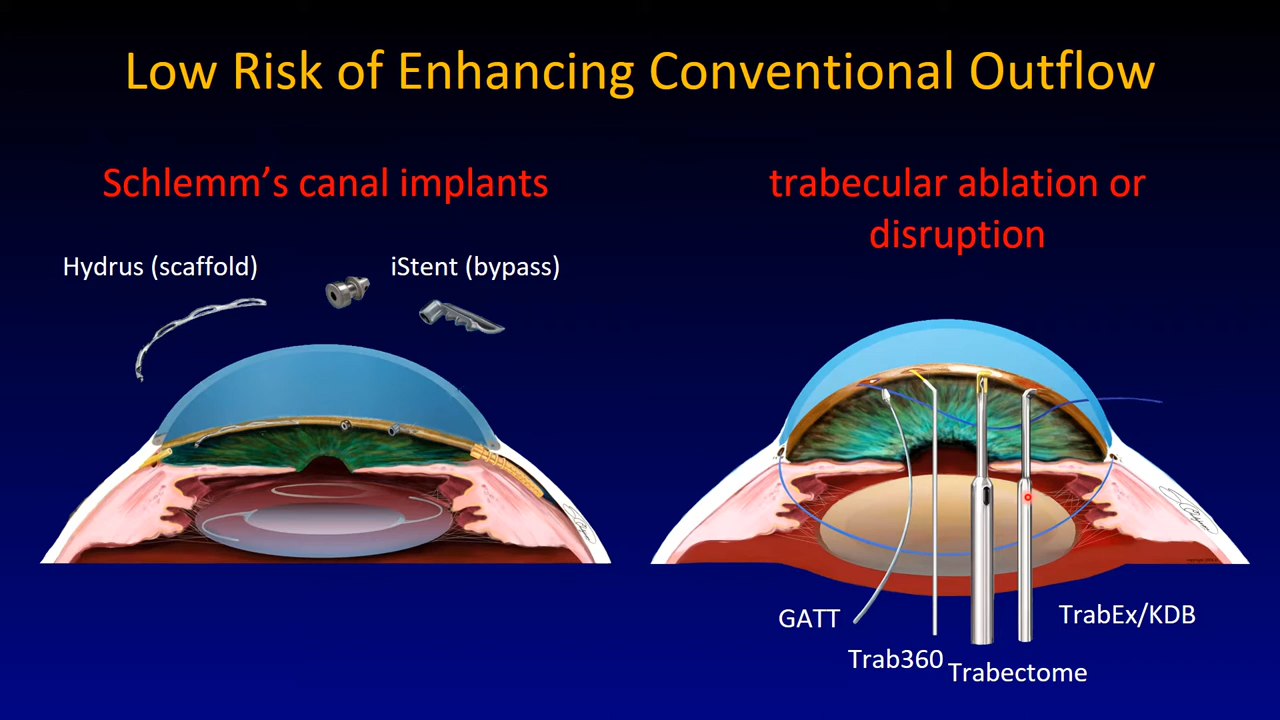 Low Risk of Enhancing Conventional Outflow
Schlemm’s canal implants
trabecular ablation or
disruption
Hydrus (scaffold)
iStent (bypass)
GATT
Trab360
Trabectome
TrabEx/KDB